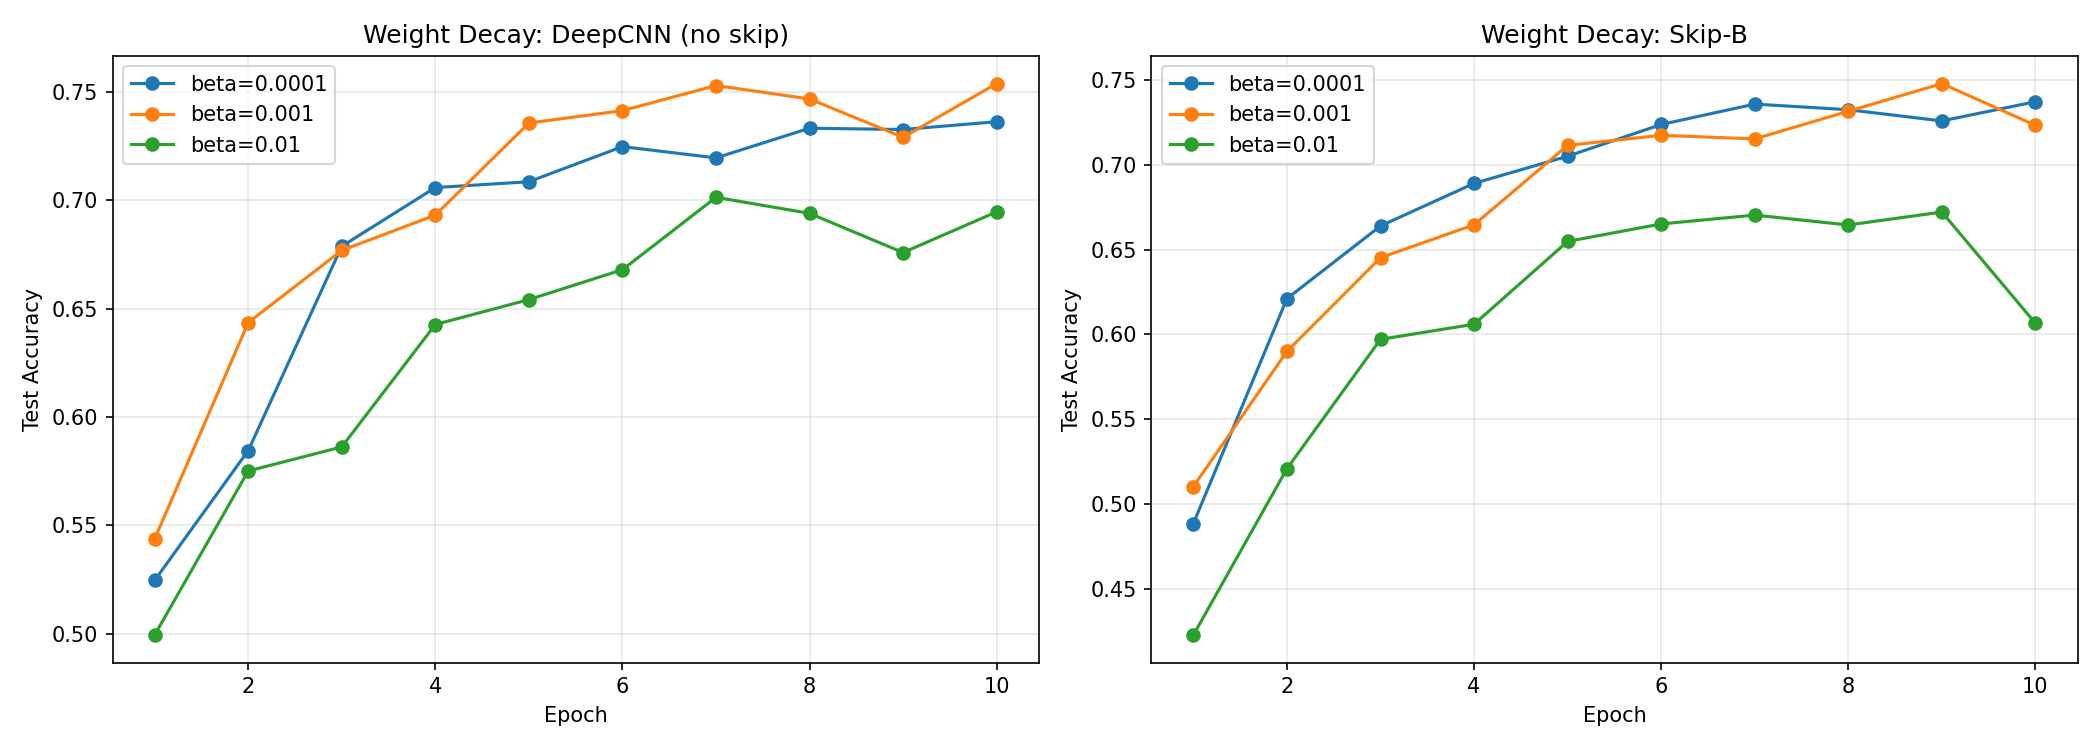 Weight Decay: DeepCNN (no skip)
beta=0.0001
beta=0.001
beta=0.01
0.75
0.70
0.65
0.60
0.55
0.50
Test Accuracy
2 4 6 8 10
Epoch
Weight Decay: Skip-B
beta=0.0001
beta=0.001
beta=0.01
0.75
0.70
0.65
0.60
0.55
0.50
0.45
Test Accuracy
2 4 6 8 10
Epoch